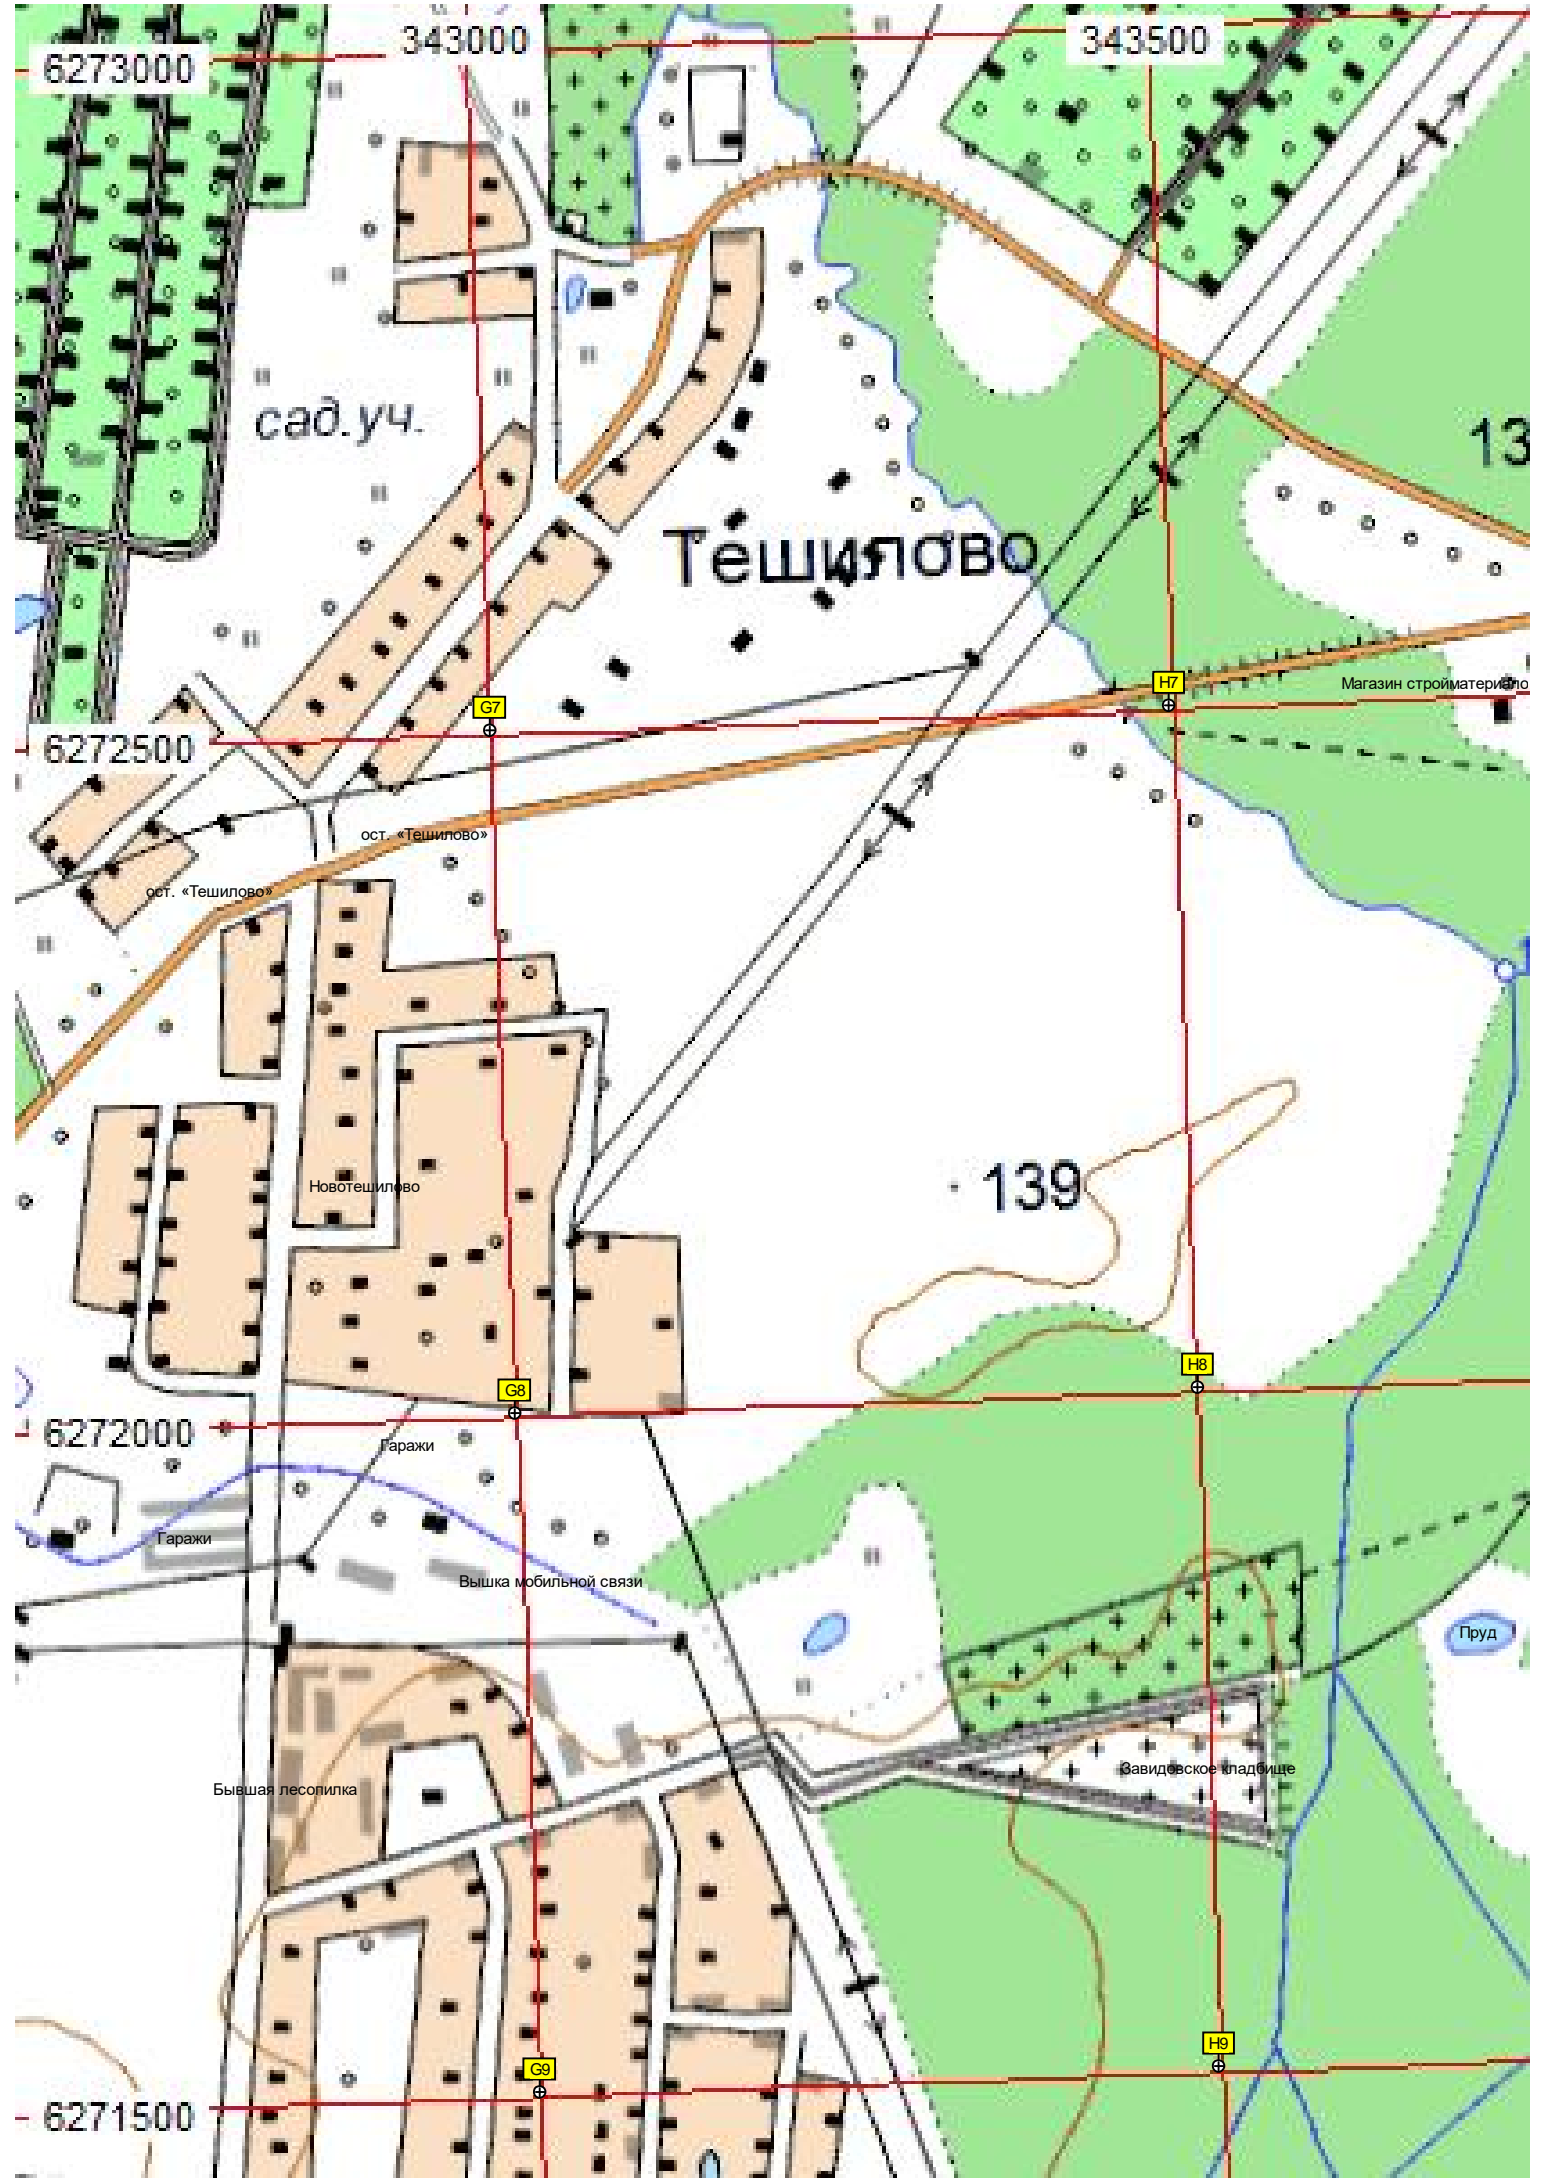 343000
343500
6273000
сад.уч.
13
Тешилово
H7
Магазин стройматериало
G7
6272500
ост. «Тешилово»
ост. «Тешилово»
139
Новотешилово
H8
G8
6272000
Гаражи
Гаражи
Вышка мобильной связи
Пруд
Завидовское кладбище
Бывшая лесопилка
H9
G9
6271500